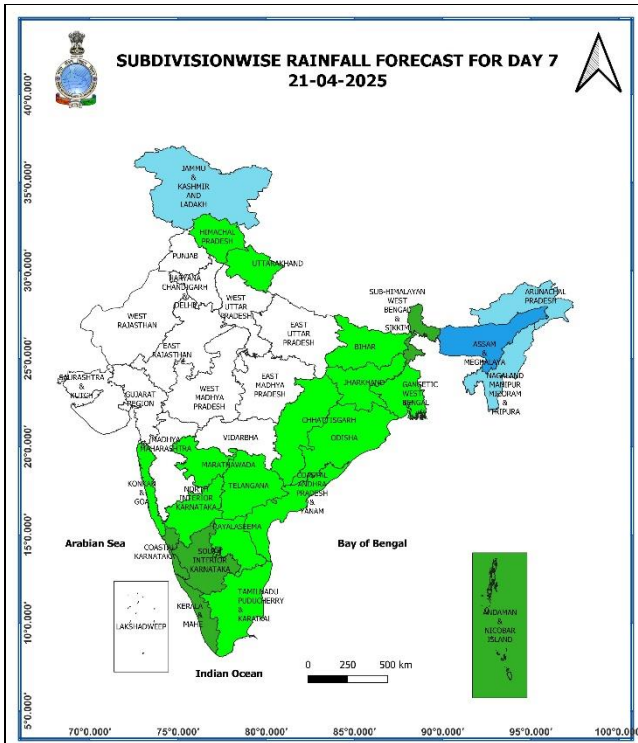 SUBDIVISIONWISE RAINFALL FORECAST FOR DAY 7
21-04-2025
40°0.000'
35°0.000'
30°0.000'
25°0.000'
20°0.000'
15°0.000'
10°0.000'
5°0.000'
JAMMU
&
KASHMIR
AND
LADAKH
HIMACHAL
PRADESH
PUNJAB
UTTARAKHAND
HARYANA
CHANDIGARH
&
DELHI
WEST
UTTAR
PRADESH
WEST
RAJASTHAN
EAST
RAJASTHAN
EAST
UTTAR
PRADESH
SUB-HIMALAYAN
WEST
BENGAL
&
SIKKIM
ARUNACHAL
PRADESH
ASSAM
&
MEGHALAYA
NAGALAND
MANIPUR
MIZORAM
&
TRIPURA
BIHAR
JHARKHAND
GANGETIC
WEST
BENGAL
SAURASHTRA
&
KUTCH
GUJARAT
REGION
WEST
MADHYA
PRADESH
EAST
MADHYA
PRADESH
CHHATTISGARH
ODISHA
VIDARBHA
MADHYA
MAHARASHTRA
MARATHAWADA
KONKAN
&
GOA
TELANGANA
NORTH
INTERIOR
KARNATAKA
COASTAL
ANDHRA
PRADESH
&
YANAM
RAYALASEEMA
COASTAL
KARNATAKA
SOUTH
INTERIOR
KARNATAKA
Arabian Sea
Bay of Bengal
KERALA
&
MAHE
TAMILNADU
PUDUCHERRY
&
KARAIKAL
LAKSHADWEEP
ANDAMAN
&
NICOBAR
ISLAND
Indian Ocean
0 250 500 km
70°0.000' 75°0.000' 80°0.000' 85°0.000' 90°0.000' 95°0.000' 100°0.000'